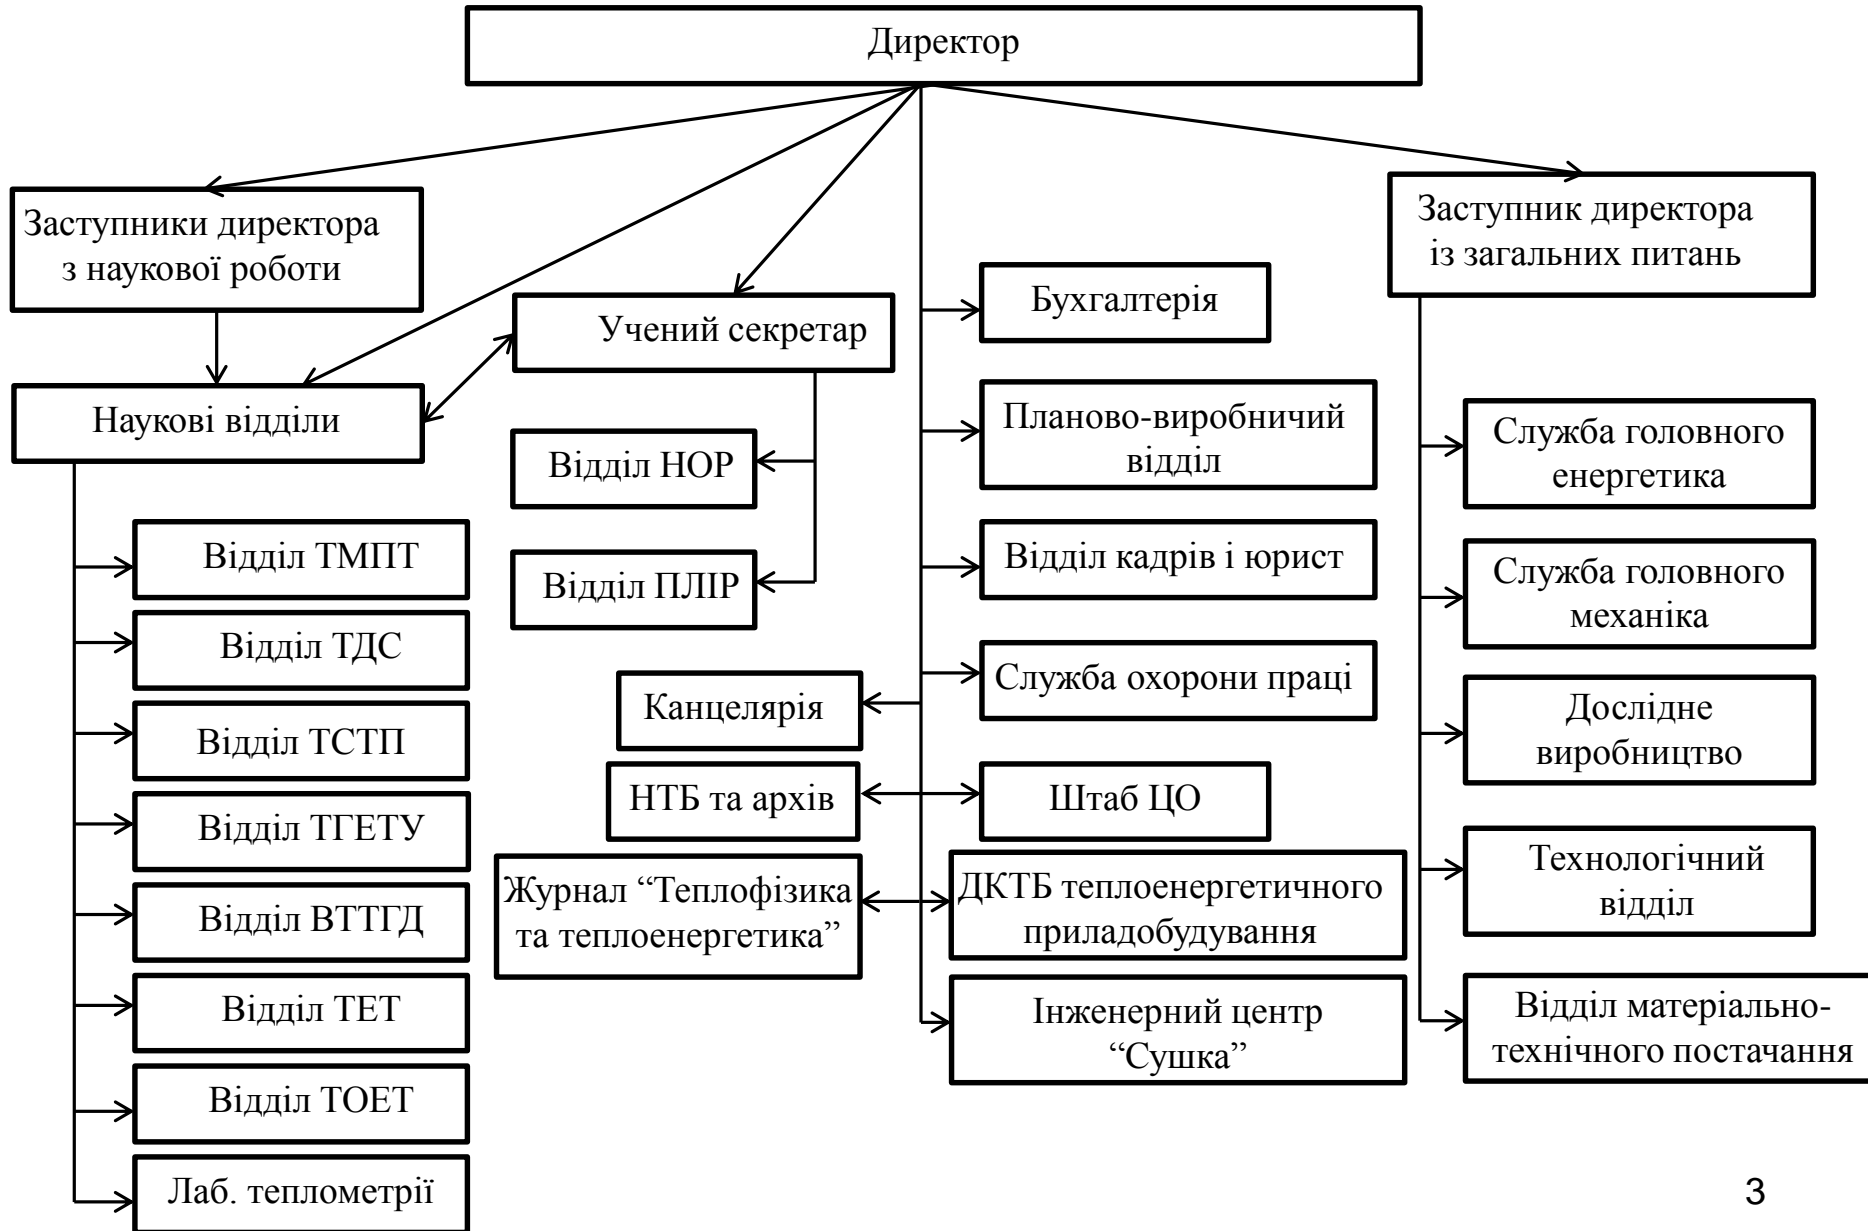 Директор
Заступники директора
з наукової роботи
Наукові відділи
Відділ ТМПТ
Відділ ТДС
Відділ ТСТП
Відділ ТГЕТУ
Відділ ВТТГД
Відділ ТЕТ
Відділ ТОЕТ
Лаб. теплометрії
Учений секретар
Відділ НОР
Відділ ПЛІР
Канцелярія
НТБ та архів
Журнал “Теплофізика
та теплоенергетика”
Бухгалтерія
Планово-виробничий
відділ
Відділ кадрів і юрист
Служба охорони праці
Штаб ЦО
ДКТБ теплоенергетичного
приладобудування
Інженерний центр
“Сушка”
Заступник директора
із загальних питань
Служба головного
енергетика
Служба головного
механіка
Дослідне
виробництво
Технологічний
відділ
Відділ матеріально-
технічного постачання
3